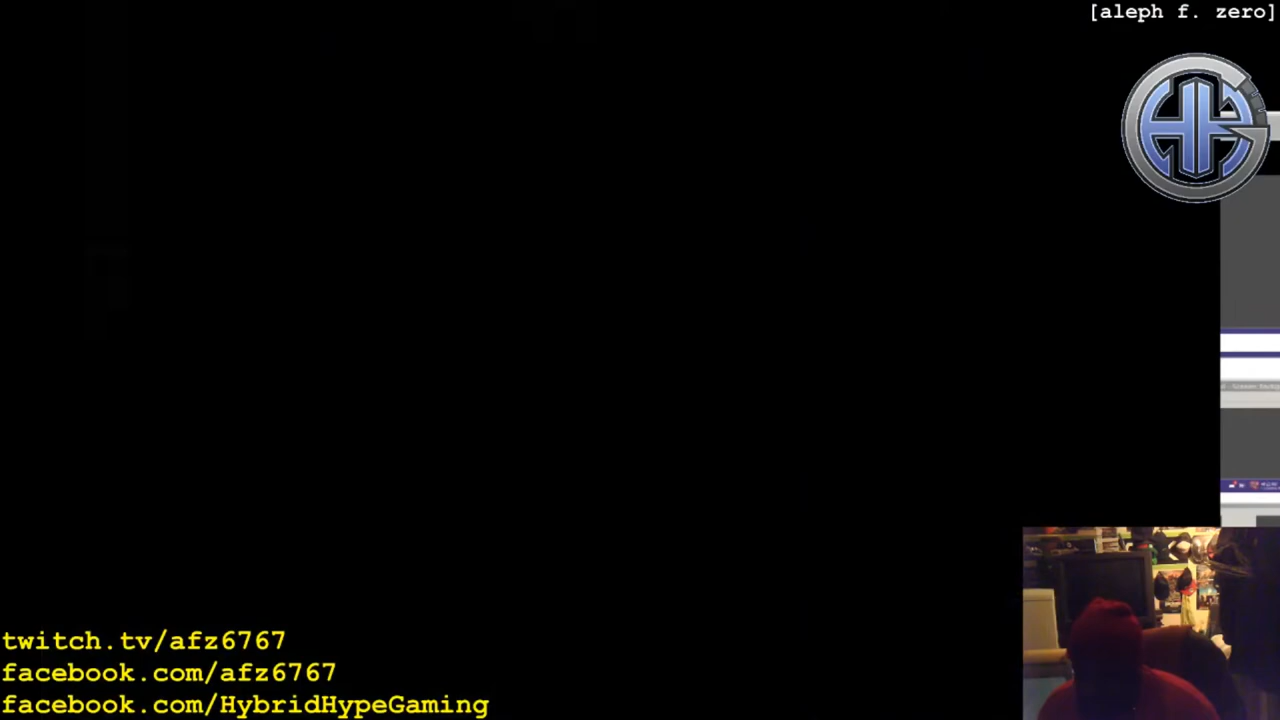 [aleph f. zero]
twitch.tv/afz6767
facebook.com/afz6767
facebook.com/HybridHypeGaming